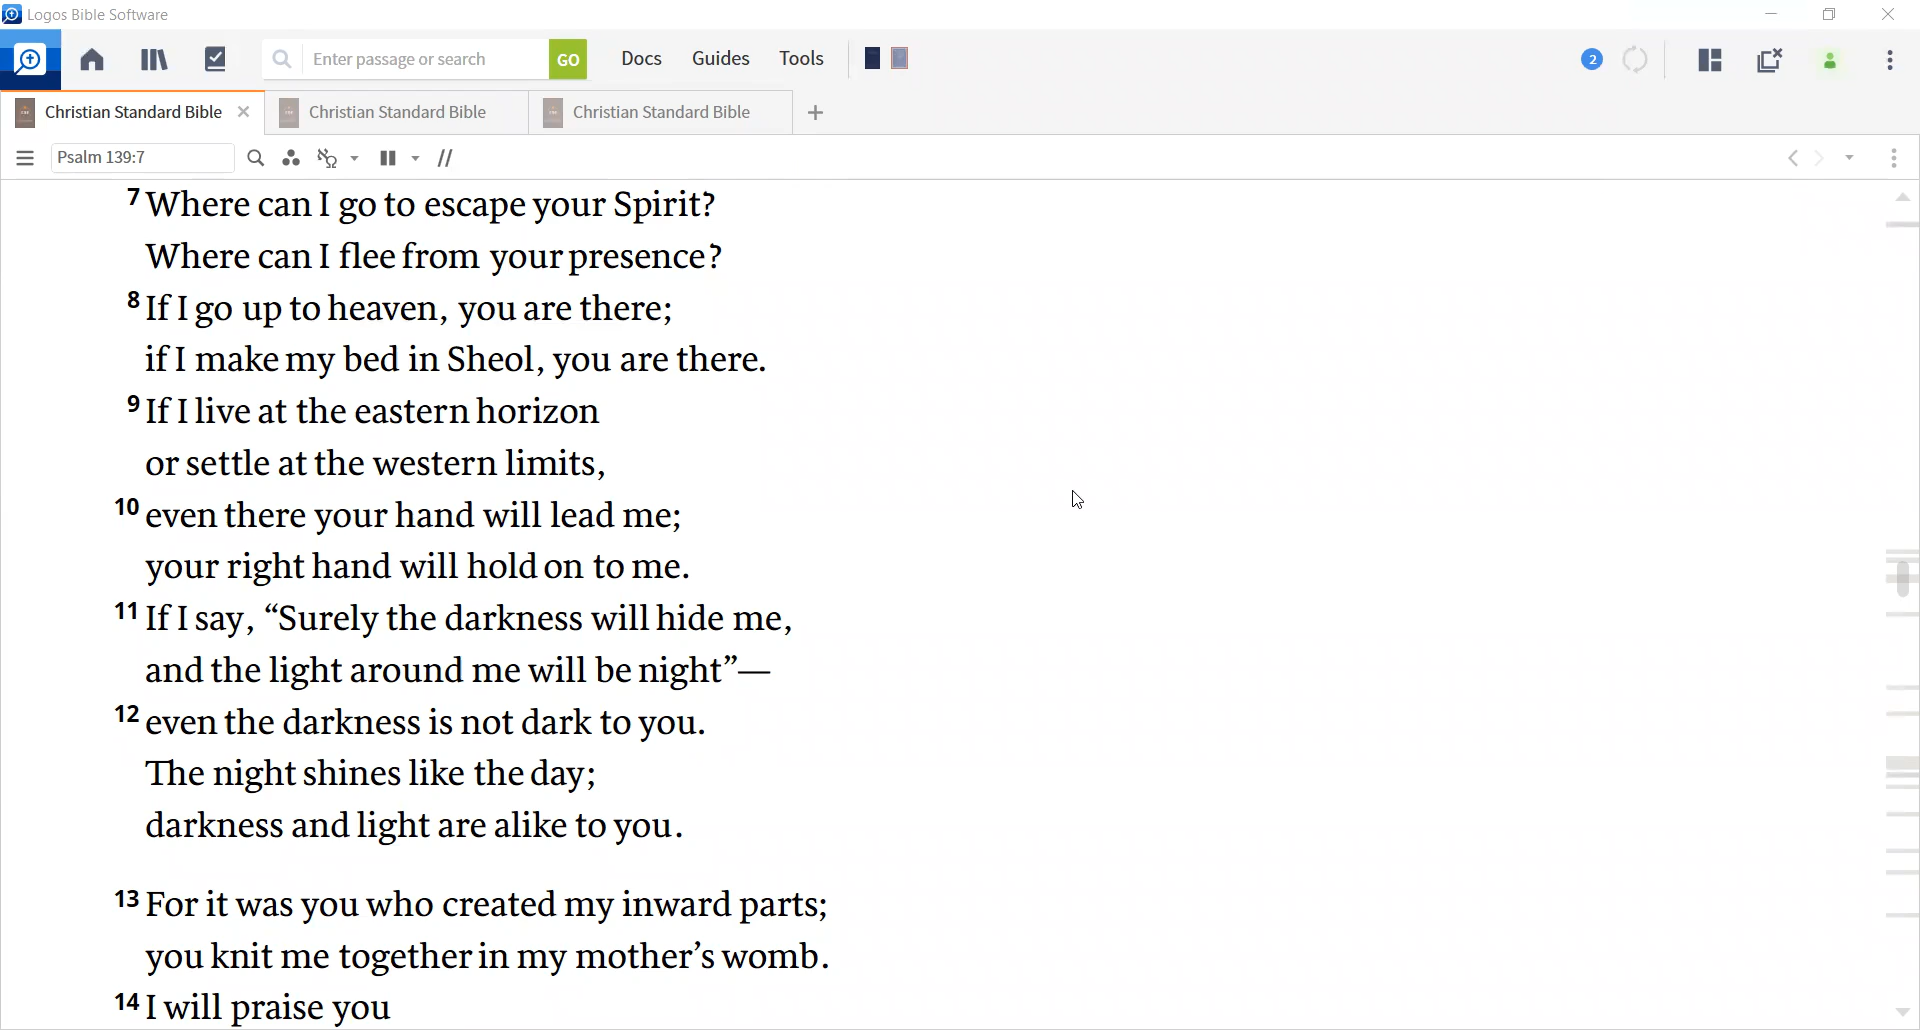 Logos Bible Software
Enter passage or search GO Docs Guides Tools 2
Christian Standard Bible Christian Standard Bible Christian Standard Bible
Psalm 139:7
7 Where can I go to escape your Spirit?
Where can I flee from your presence?
8 If I go up to heaven, you are there;
if I make my bed in Sheol, you are there.
9 If I live at the eastern horizon
or settle at the western limits,
10 even there your hand will lead me;
your right hand will hold on to me.
11 If I say, “Surely the darkness will hide me,
and the light around me will be night”—
12 even the darkness is not dark to you.
The night shines like the day;
darkness and light are alike to you.
13 For it was you who created my inward parts;
you knit me together in my mother’s womb.
14 I will praise you